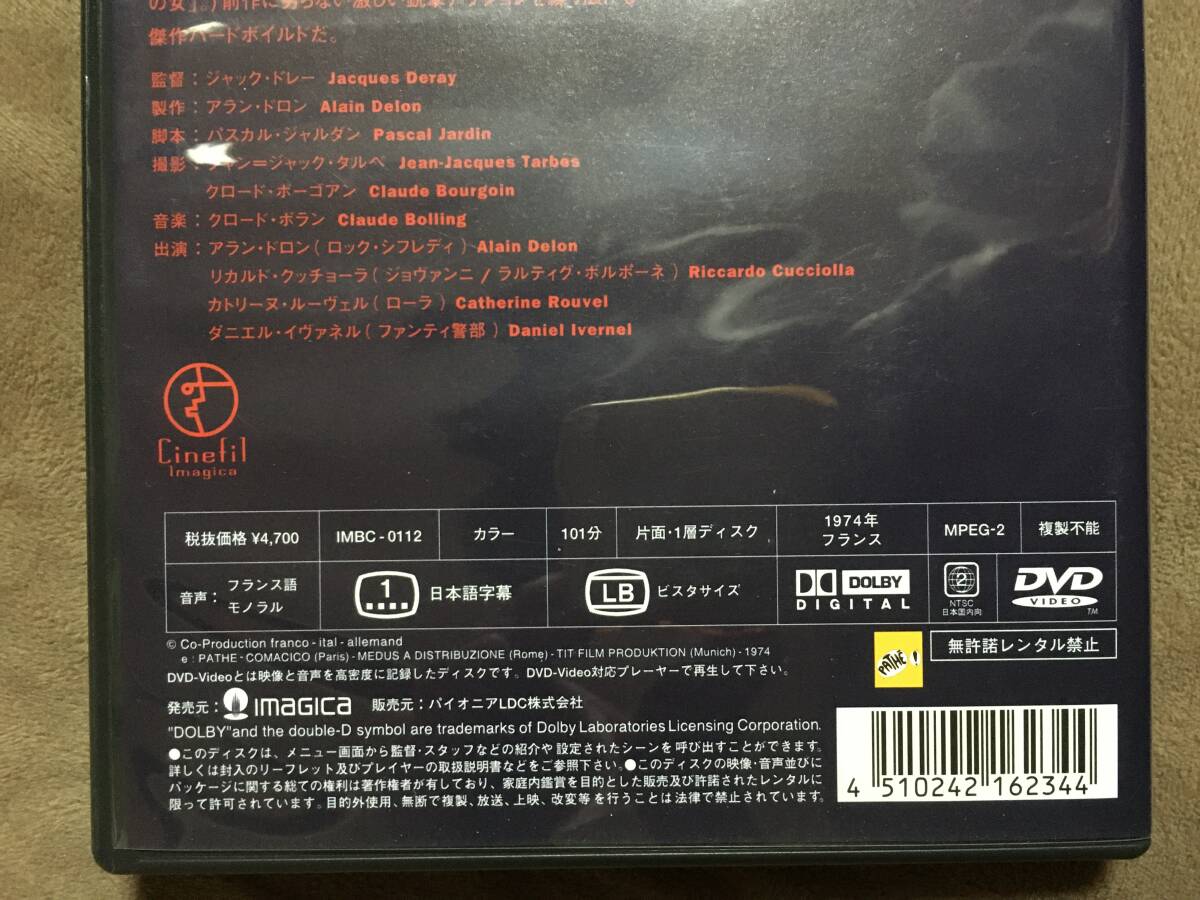 の女」。) 前作に劣らない激しい銃撃アクションを
傑作ハードボイルドだ。
監督：ジャック・ドレー Jacques Deray
製作：アラン・ドロン Alain Delon
脚本：パスカル・ジャルダン Pascal Jardin
撮影：ジャン＝ジャック・タルベ Jean-Jacques Tarbes
クロード・ボーゴアン Claude Bourgoin
音楽：クロード・ボラン Claude Bolling
出演：アラン・ドロン( ロック・シフレディ ) Alain Delon
リカルド・クッチョーラ( ジョヴァンニ / ラルティグ・ボルボーネ ) Riccardo Cucciolla
カトリーヌ・ルーヴェル( ローラ ) Catherine Rouvel
ダニエル・イヴァネル( ファンティ警部 ) Daniel Ivernel
Cinefil
Imagica
税抜価格 ¥4,700 IMBC-0112 カラー 101分 片面・1層ディスク 1974年 フランス MPEG-2 複製不能
音声：フランス語 モノラル 1 日本語字幕 LB ビスタサイズ DOLBY DIGITAL 2 NTSC 日本国内向 DVD VIDEO TM
© Co-Production franco-ital-allemand
e : PATHE-COMACICO (Paris)-MEDUS A DISTRIBUZIONE (Rome)-TIT FILM PRODUKTION (Munich)-1974
DVD-Videoとは映像と音声を高密度に記録したディスクです。DVD-Video対応プレーヤーで再生して下さい。
PATHÉ!
無許諾レンタル禁止
発売元：IMAGICA 販売元：パイオニアLDC株式会社
"DOLBY"and the double-D symbol are trademarks of Dolby Laboratories Licensing Corporation.
●このディスクは、メニュー画面から監督・スタッフなどの紹介や設定されたシーンを呼び出すことができます。
詳しくは封入のリーフレット及びプレイヤーの取扱説明書などをご参照下さい。●このディスクの映像・音声並びに
パッケージに関する総ての権利は著作権者が有しており、家庭内鑑賞を目的とした販売及び許諾されたレンタルに
限って許可されています。目的外使用、無断で複製、放送、上映、改変等を行うことは法律で禁止されています。
4 510242 162344